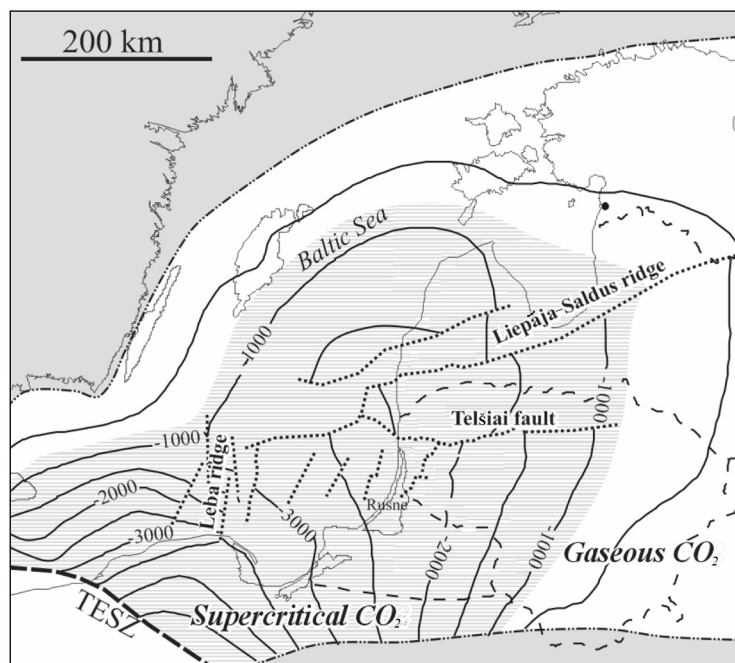 200 km
Baltic Sea
Liepāja-Saldus ridge
-1000
-1000
-1000
Telšiai fault
Łeba ridge
-2000
Rusnė
-3000
-3000
-2000
-1000
Gaseous CO₂
TESZ
Supercritical CO₂